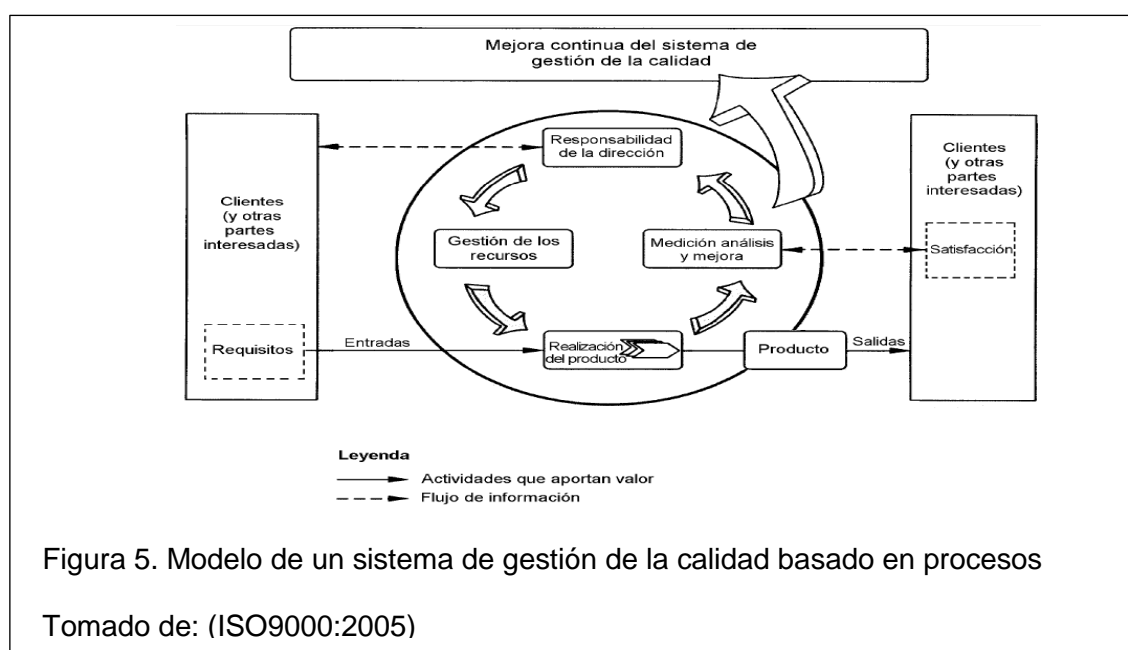 Mejora continua del sistema de
gestión de la calidad
Responsabilidad
de la dirección
Clientes
(y otras
partes
interesadas)
Clientes
(y otras
partes
interesadas)
Gestión de los
recursos
Medición análisis
y mejora
Satisfacción
Requisitos
Entradas
Realización
del producto
Producto
Salidas
Leyenda
Actividades que aportan valor
Flujo de información
Figura 5. Modelo de un sistema de gestión de la calidad basado en procesos
Tomado de: (ISO9000:2005)